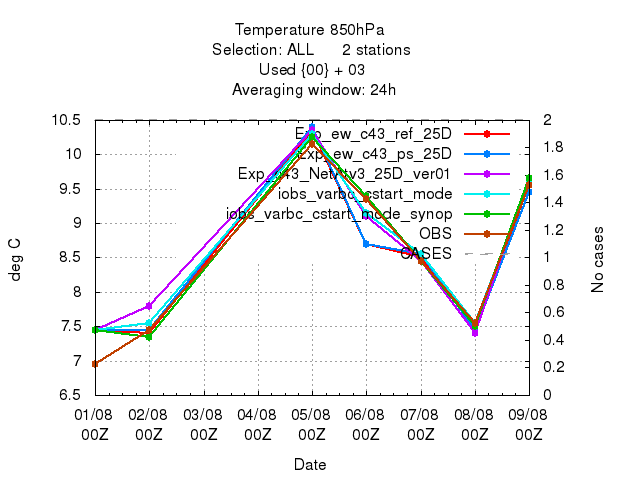 Temperature 850hPa
Selection: ALL 2 stations
Used {00} + 03
Averaging window: 24h
10.5
10
9.5
9
8.5
8
7.5
7
6.5
deg C
2
1.8
1.6
1.4
1.2
1
0.8
0.6
0.4
0.2
0
No cases
Exp_ew_c43_ref_25D
Exp_ew_c43_ps_25D
iobs_varbc_cstart_mode
iobs_varbc_cstart_mode_synop
OBS
CASES
01/08 02/08 03/08 04/08 05/08 06/08 07/08 08/08 09/08
00Z 00Z 00Z 00Z 00Z 00Z 00Z 00Z 00Z
Date